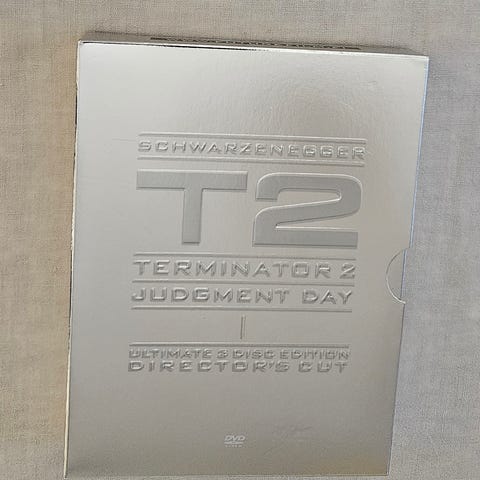 SCHWARZENEGGER
T2
TERMINATOR 2
JUDGMENT DAY
ULTIMATE 3 DISC EDITION
DIRECTOR'S CUT
DVD